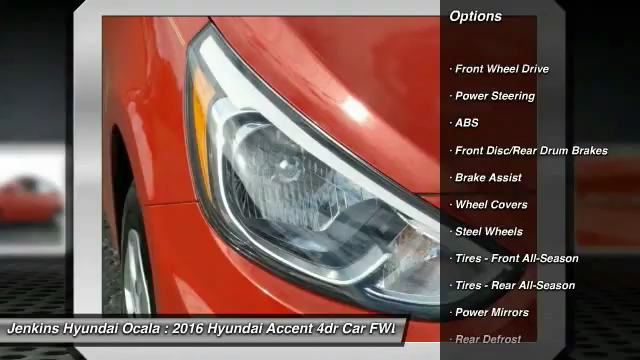 Options
· Front Wheel Drive
· Power Steering
· ABS
· Front Disc/Rear Drum Brakes
· Brake Assist
· Wheel Covers
· Steel Wheels
· Tires - Front All-Season
· Tires - Rear All-Season
· Power Mirrors
· Rear Defrost
Jenkins Hyundai Ocala : 2016 Hyundai Accent 4dr Car FWD